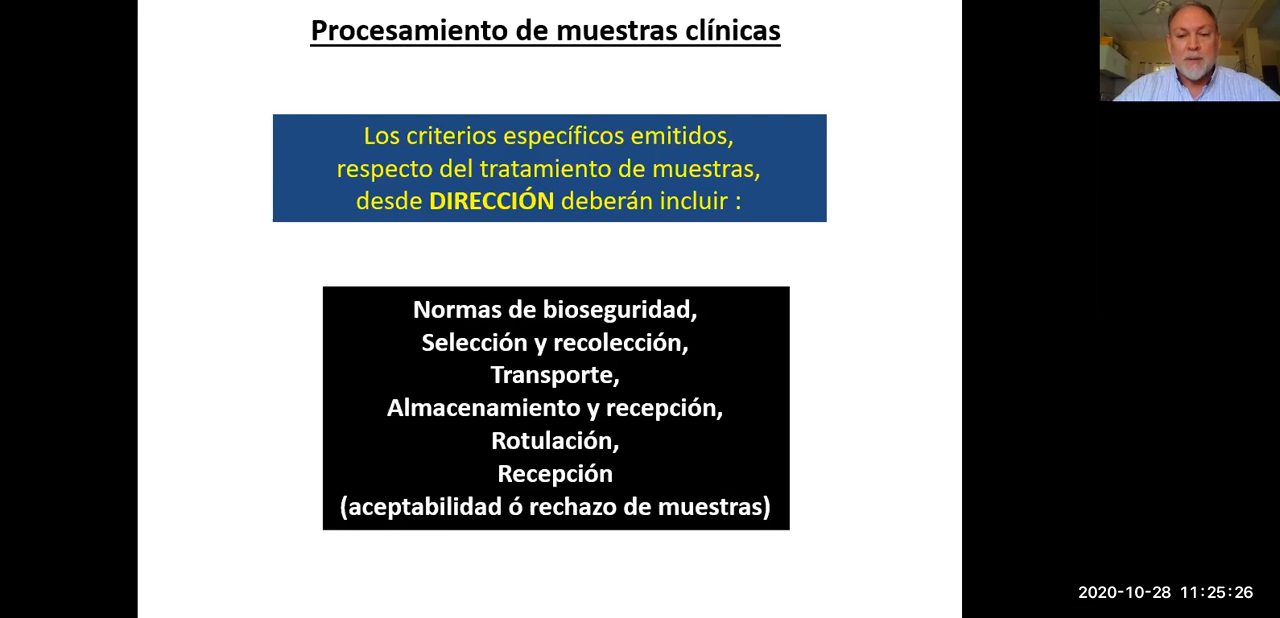 Procesamiento de muestras clínicas
Los criterios específicos emitidos,
respecto del tratamiento de muestras,
desde DIRECCIÓN deberán incluir :
Normas de bioseguridad,
Selección y recolección,
Transporte,
Almacenamiento y recepción,
Rotulación,
Recepción
(aceptabilidad ó rechazo de muestras)
2020-10-28 11:25:26